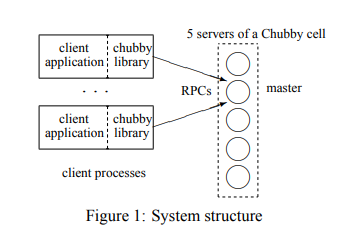 5 servers of a Chubby cell
client application
chubby library
. . .
RPCs
master
client application
chubby library
client processes
Figure 1: System structure